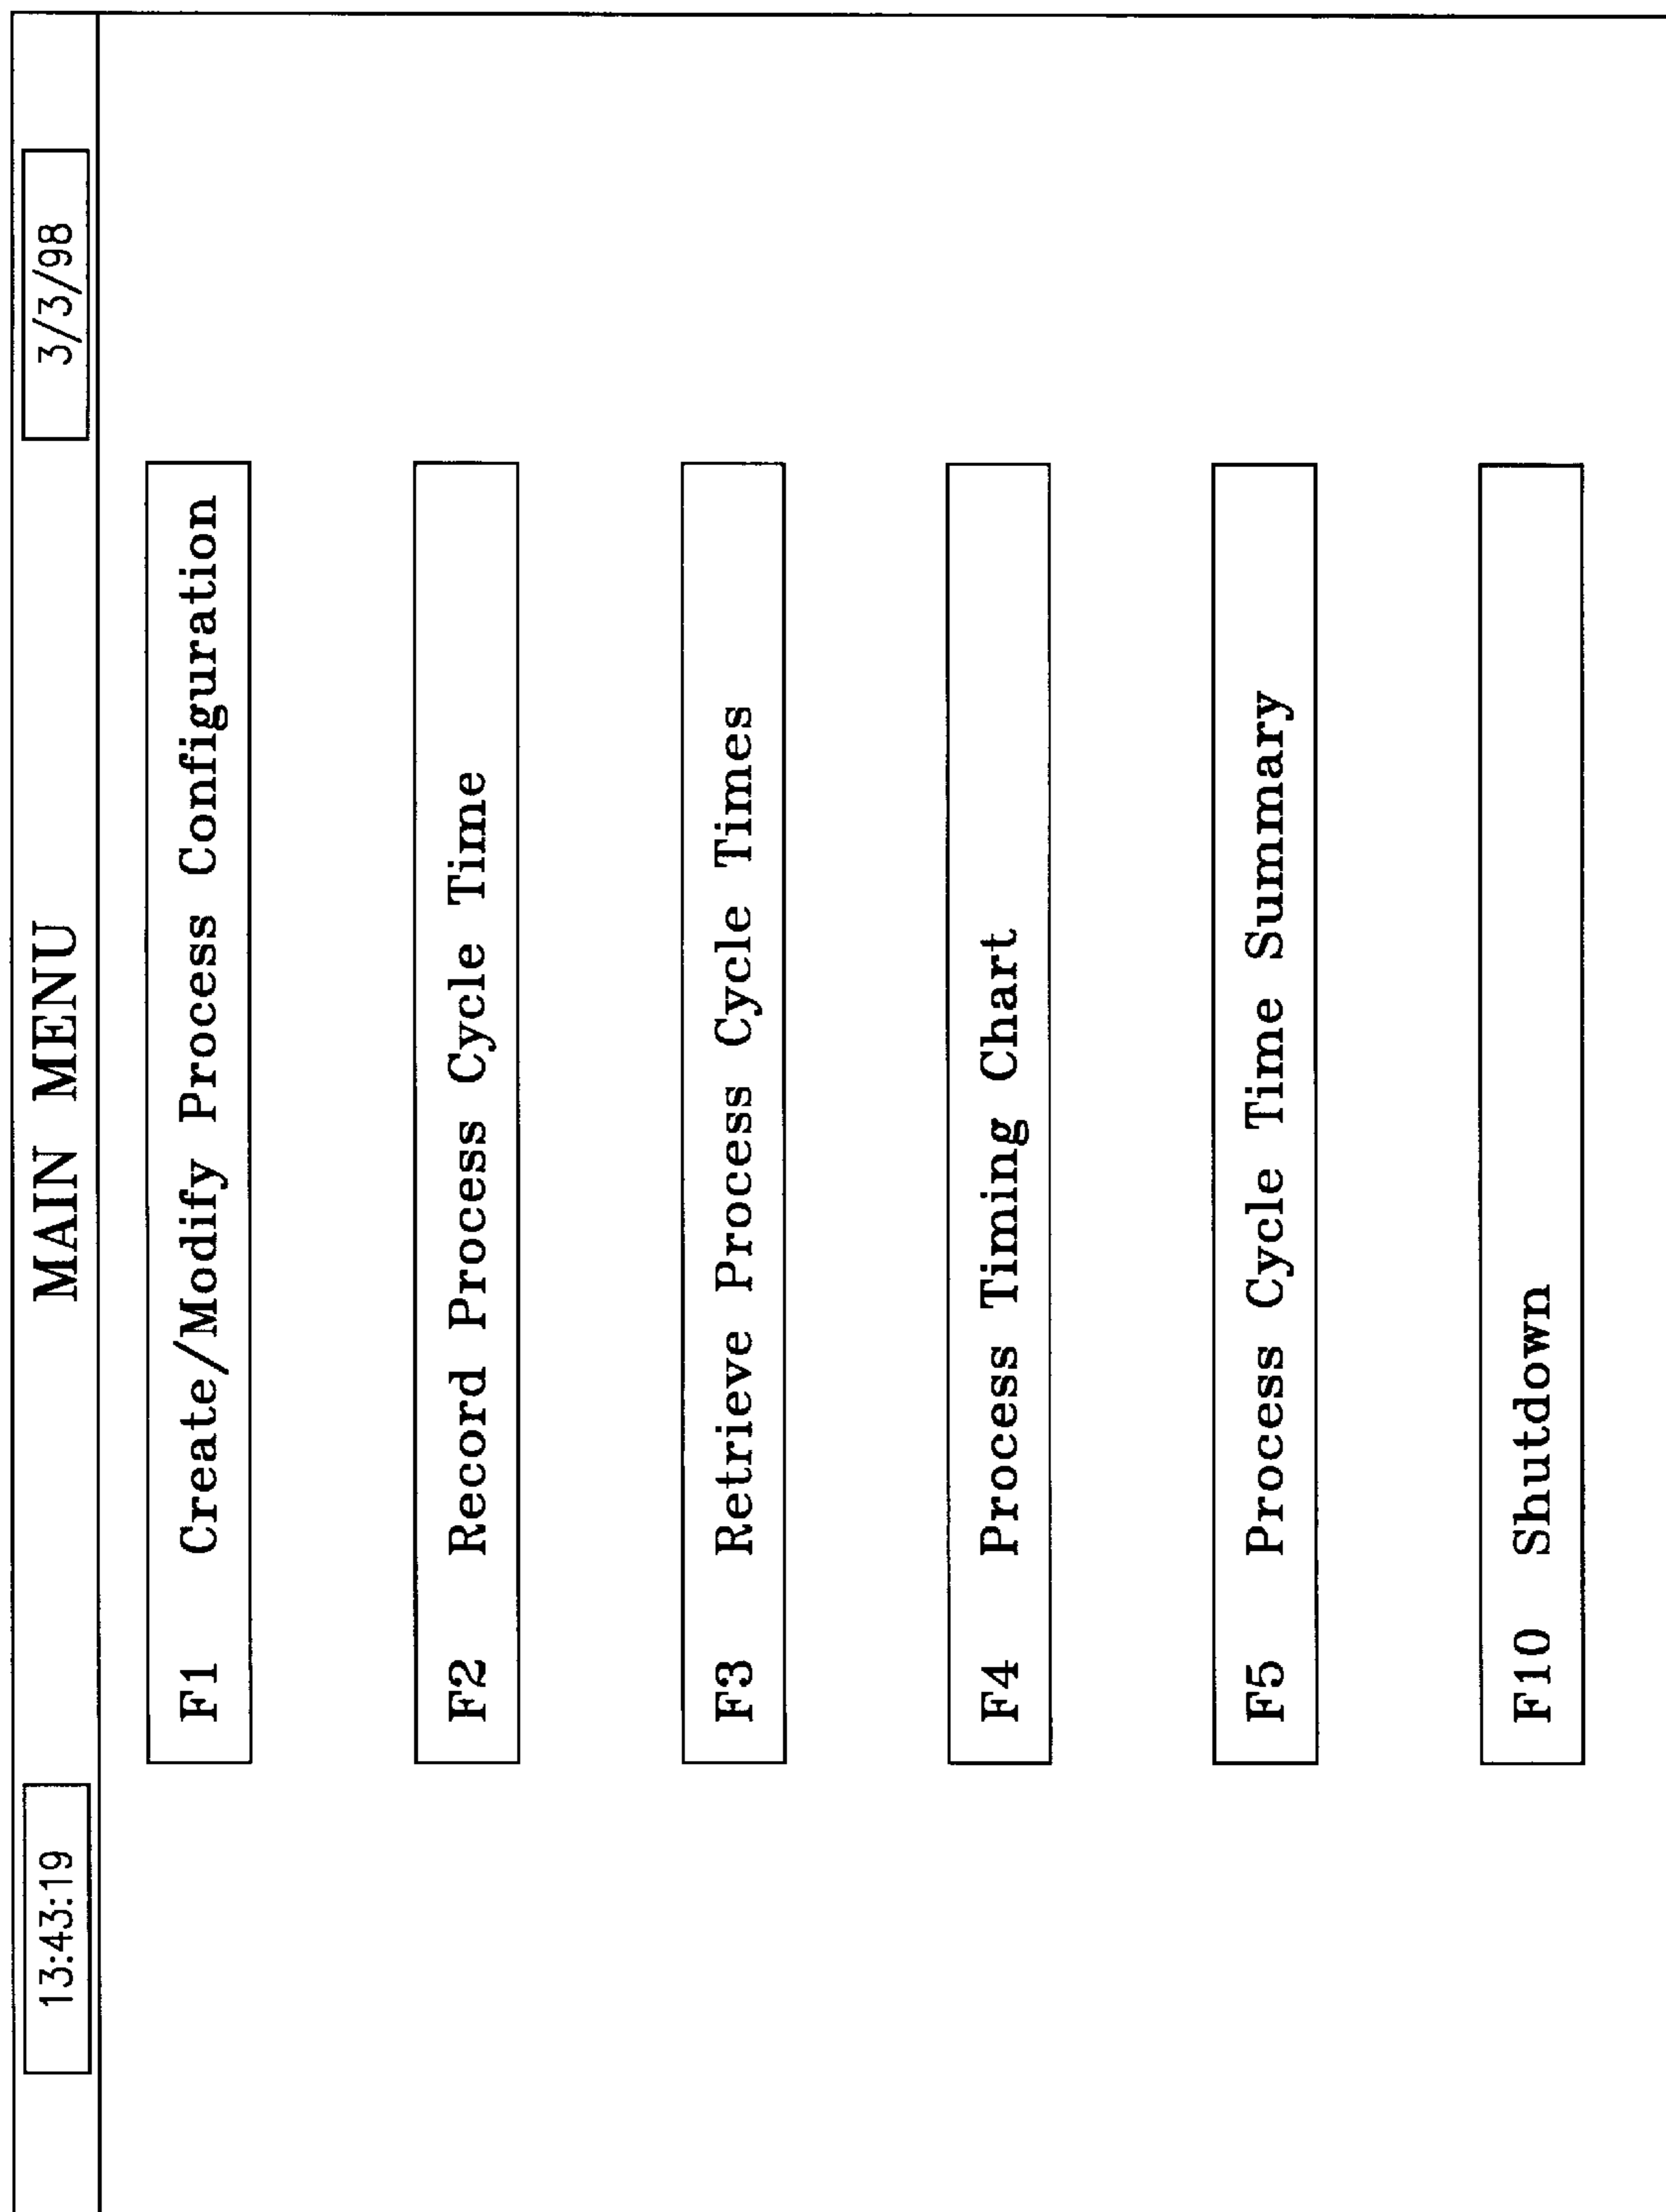 13:43:19 MAIN MENU 3/3/98
F1 Create/Modify Process Configuration
F2 Record Process Cycle Time
F3 Retrieve Process Cycle Times
F4 Process Timing Chart
F5 Process Cycle Time Summary
F10 Shutdown